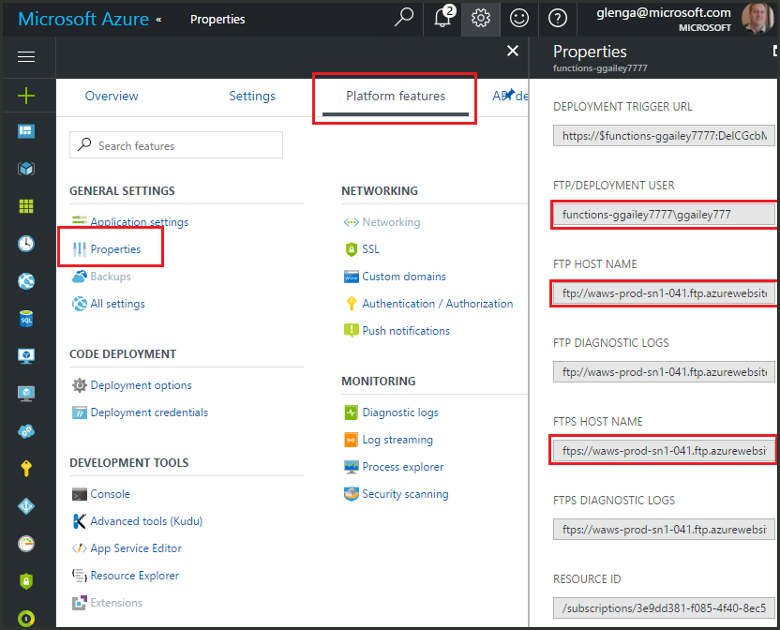 Microsoft Azure «
Properties
2
glenga@microsoft.com
MICROSOFT
Overview
Settings
Platform features
Search features
GENERAL SETTINGS
Application settings
Properties
Backups
All settings
CODE DEPLOYMENT
Deployment options
Deployment credentials
DEVELOPMENT TOOLS
Console
Advanced tools (Kudu)
App Service Editor
Resource Explorer
Extensions
NETWORKING
Networking
SSL
Custom domains
Authentication / Authorization
Push notifications
MONITORING
Diagnostic logs
Log streaming
Process explorer
Security scanning
Properties
functions-ggailey7777
DEPLOYMENT TRIGGER URL
https://$functions-ggailey7777:DelCGcbM
FTP/DEPLOYMENT USER
functions-ggailey7777\ggailey777
FTP HOST NAME
ftp://waws-prod-sn1-041.ftp.azurewebsite
FTP DIAGNOSTIC LOGS
ftp://waws-prod-sn1-041.ftp.azurewebsite
FTPS HOST NAME
ftps://waws-prod-sn1-041.ftp.azurewebsi
FTPS DIAGNOSTIC LOGS
ftps://waws-prod-sn1-041.ftp.azurewebsi
RESOURCE ID
/subscriptions/3e9dd381-f085-4f40-8ec5